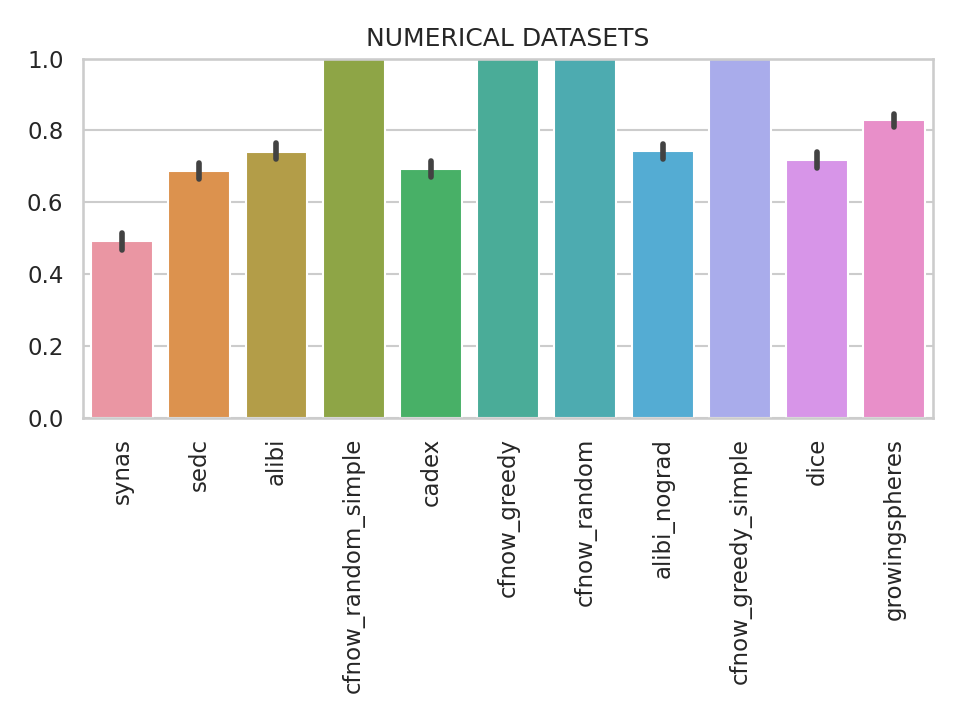 NUMERICAL DATASETS
1.0
0.8
0.6
0.4
0.2
0.0
synas
sedc
alibi
cfnow_random_simple
cadex
cfnow_greedy
cfnow_random
alibi_nograd
cfnow_greedy_simple
dice
growingspheres